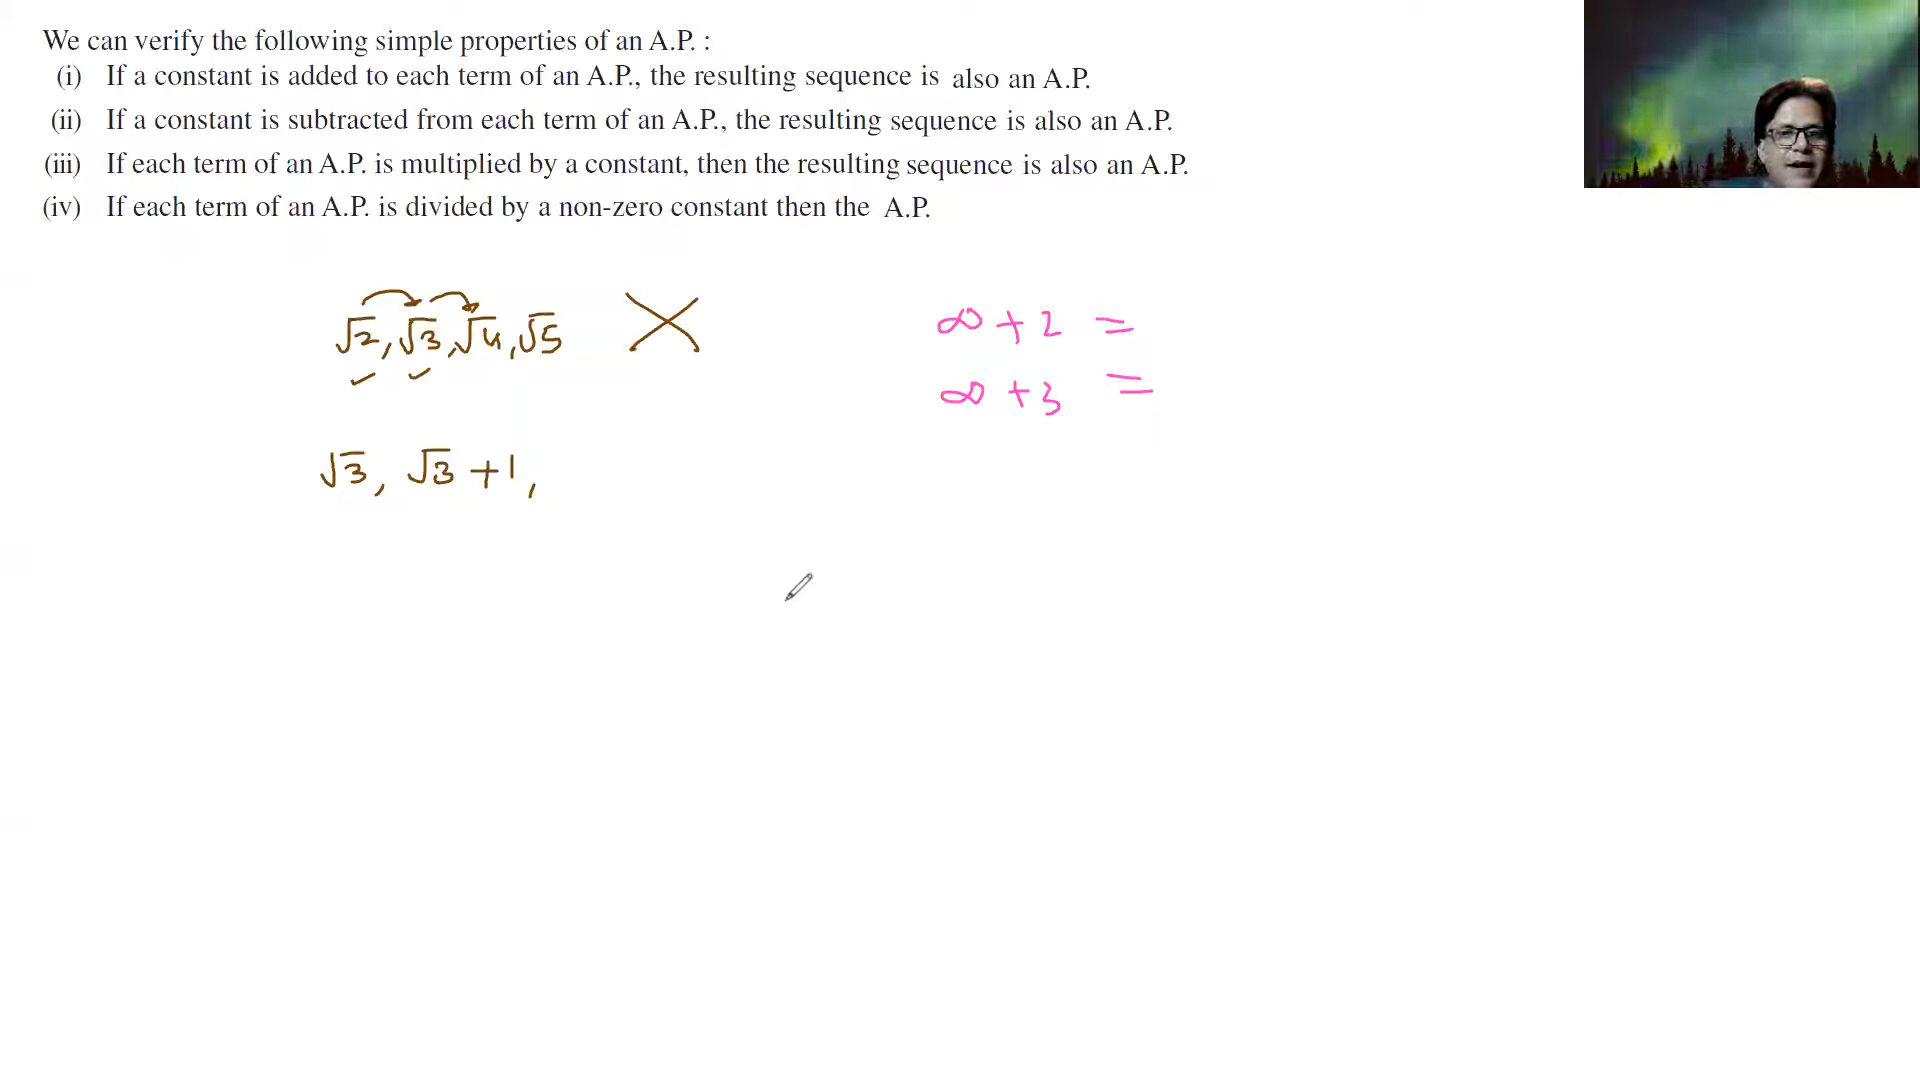 We can verify the following simple properties of an A.P. :
(i) If a constant is added to each term of an A.P., the resulting sequence is also an A.P.
(ii) If a constant is subtracted from each term of an A.P., the resulting sequence is also an A.P.
(iii) If each term of an A.P. is multiplied by a constant, then the resulting sequence is also an A.P.
(iv) If each term of an A.P. is divided by a non-zero constant then the A.P.
√2, √3, √4, √5
∞ + 2 =
∞ + 3 =
√3, √3 + 1,